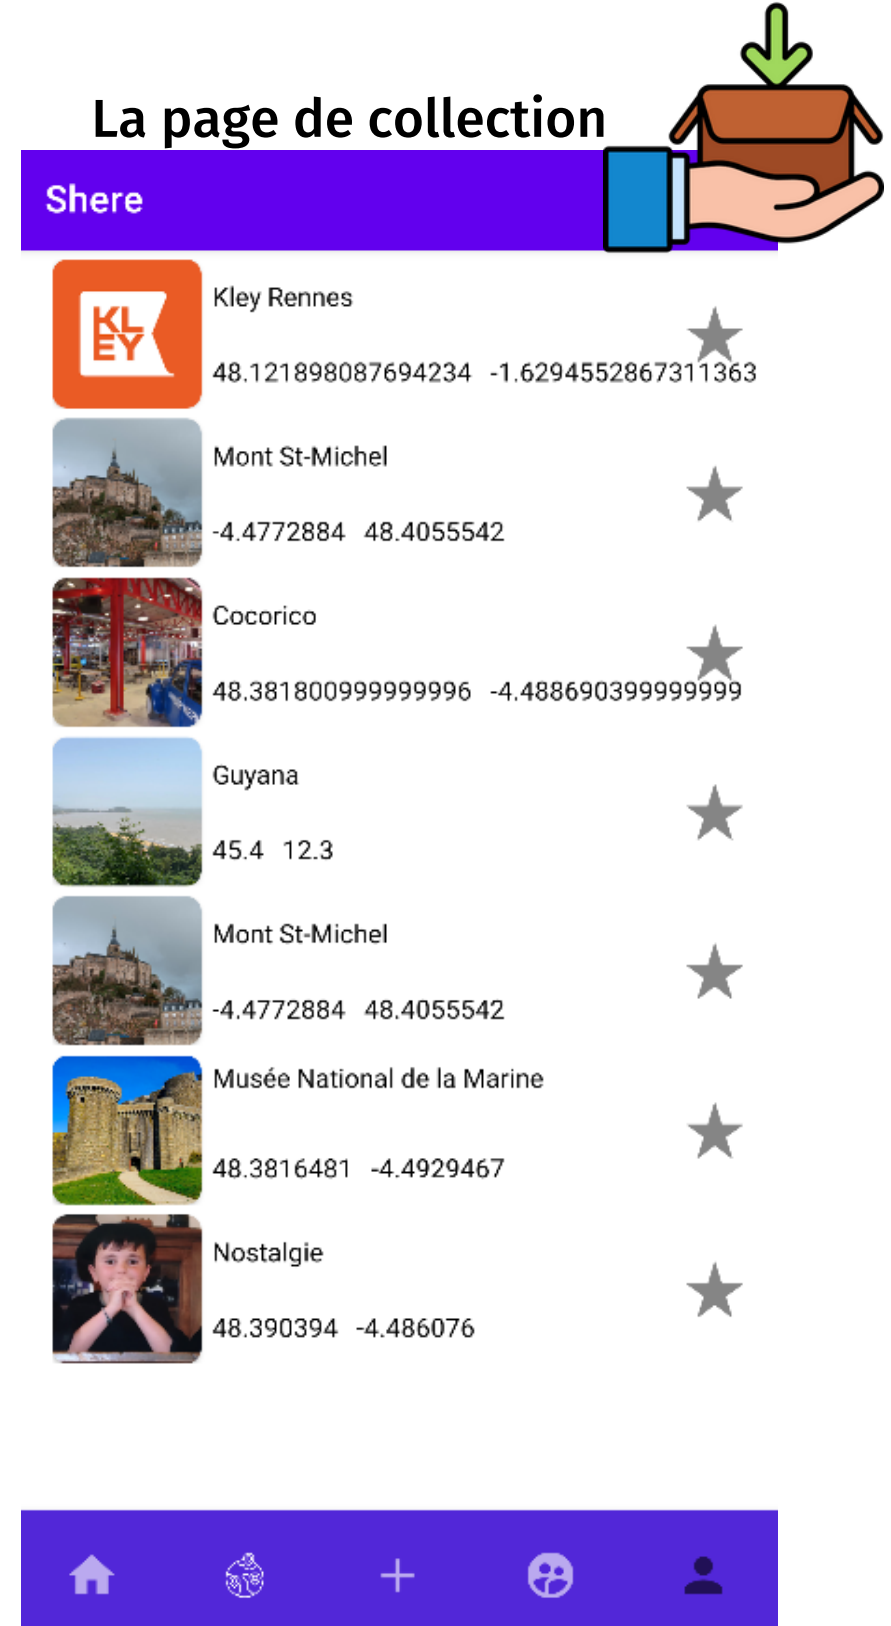 La page de collection
Shere
KL
EY
Kley Rennes
48.121898087694234 -1.6294552867311363
Mont St-Michel
-4.4772884 48.4055542
Cocorico
48.381800999999996 -4.488690399999999
Guyana
45.4 12.3
Mont St-Michel
-4.4772884 48.4055542
Musée National de la Marine
48.3816481 -4.4929467
Nostalgie
48.390394 -4.486076